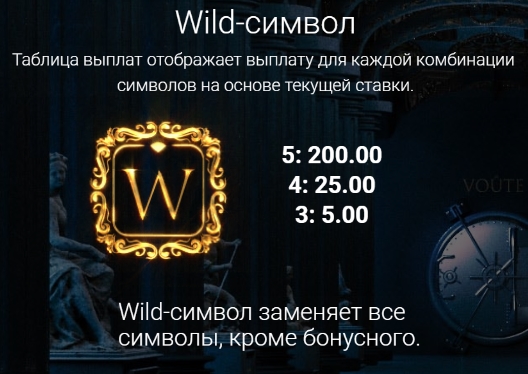 Wild-символ
Таблица выплат отображает выплату для каждой комбинации
символов на основе текущей ставки.
W
5: 200.00
4: 25.00
3: 5.00
VOÛTE
Wild-символ заменяет все
символы, кроме бонусного.